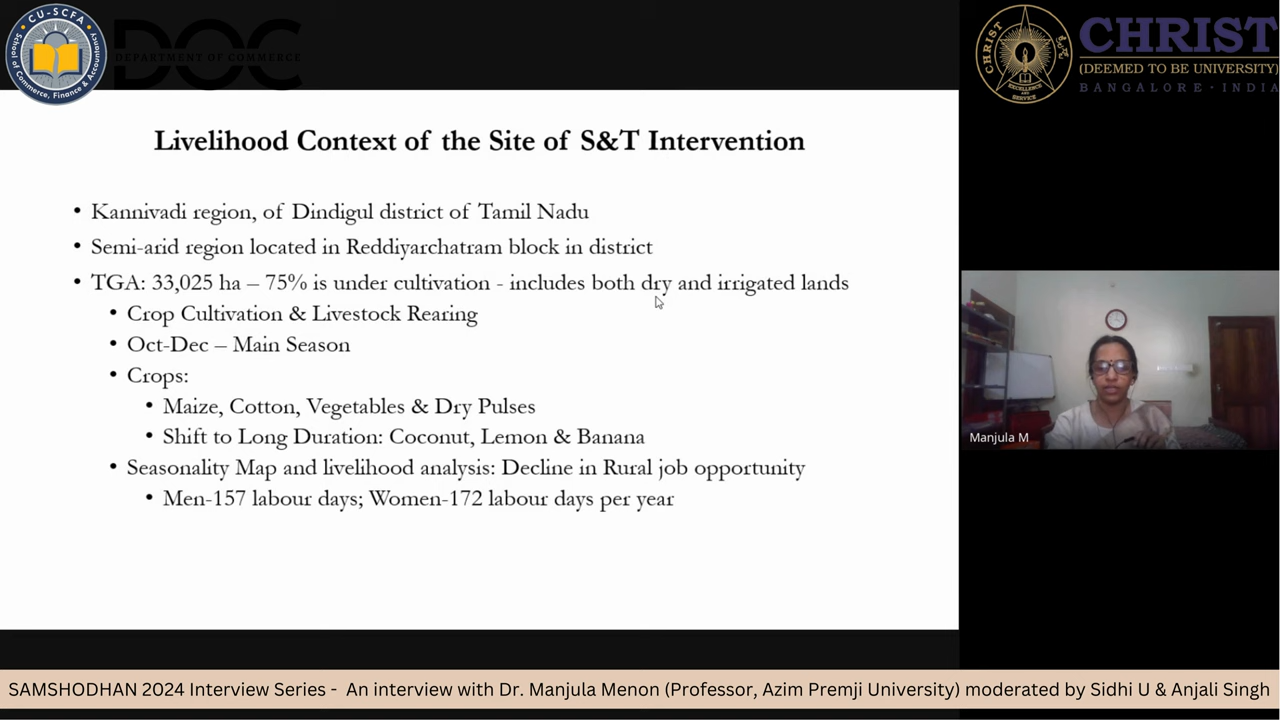 CU-SCFA
School of Commerce, Finance & Accountancy
DOC
DEPARTMENT OF COMMERCE
CHRIST
EXCELLENCE AND SERVICE
CHRIST
(DEEMED TO BE UNIVERSITY)
BANGALORE · INDIA
Livelihood Context of the Site of S&T Intervention
• Kannivadi region, of Dindigul district of Tamil Nadu
• Semi-arid region located in Reddiyarchatram block in district
• TGA: 33,025 ha – 75% is under cultivation - includes both dry and irrigated lands
• Crop Cultivation & Livestock Rearing
• Oct-Dec – Main Season
• Crops:
• Maize, Cotton, Vegetables & Dry Pulses
• Shift to Long Duration: Coconut, Lemon & Banana
• Seasonality Map and livelihood analysis: Decline in Rural job opportunity
• Men-157 labour days; Women-172 labour days per year
Manjula M
SAMSHODHAN 2024 Interview Series - An interview with Dr. Manjula Menon (Professor, Azim Premji University) moderated by Sidhi U & Anjali Singh